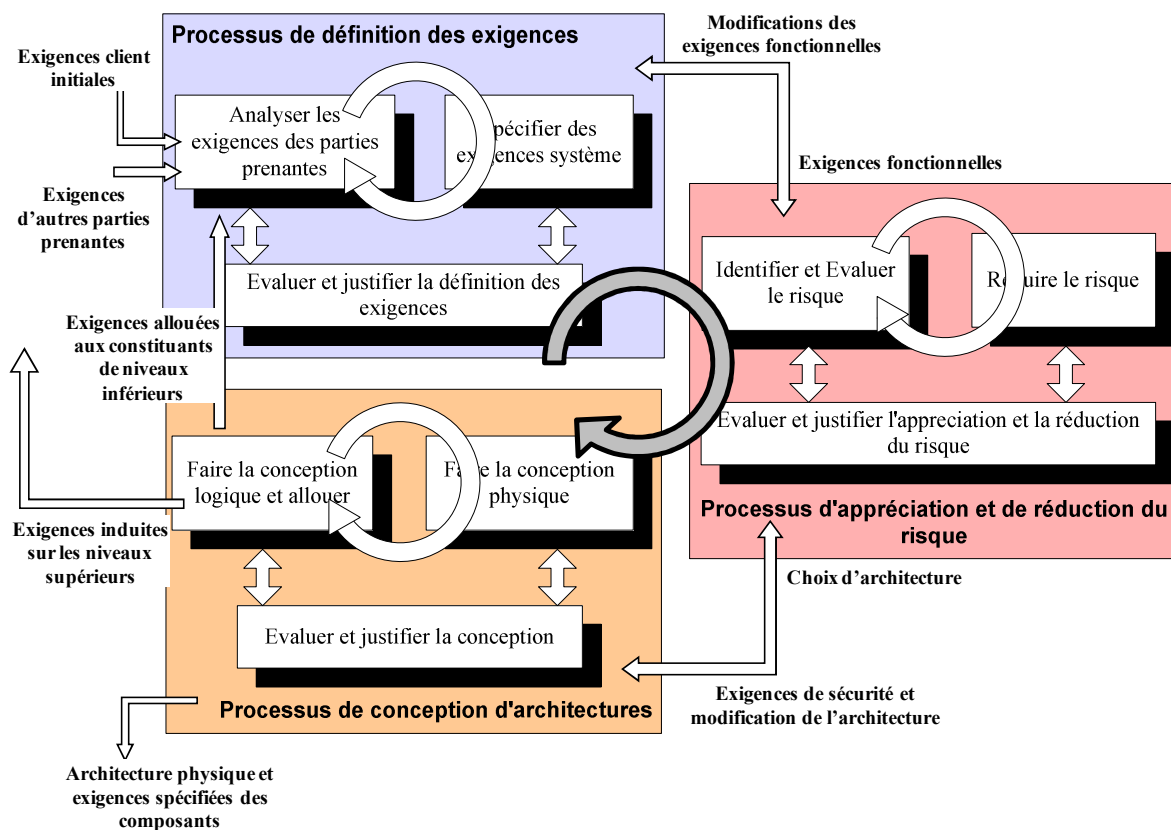 Processus de définition des exigences
Modifications des
exigences fonctionnelles
Exigences client
initiales
Analyser les
exigences des parties
prenantes
pécifier des
exigences système
Exigences
d'autres parties
prenantes
Exigences fonctionnelles
Identifier et Evaluer
le risque
Réduire le risque
Evaluer et justifier la définition des
exigences
Exigences allouées
aux constituants
de niveaux
inférieurs
Evaluer et justifier l'appreciation et la réduction
du risque
Faire la conception
logique et allouer
Faire la conception
physique
Processus d'appréciation et de réduction du
risque
Exigences induites
sur les niveaux
supérieurs
Choix d'architecture
Evaluer et justifier la conception
Processus de conception d'architectures
Exigences de sécurité et
modification de l'architecture
Architecture physique et
exigences spécifiées des
composants